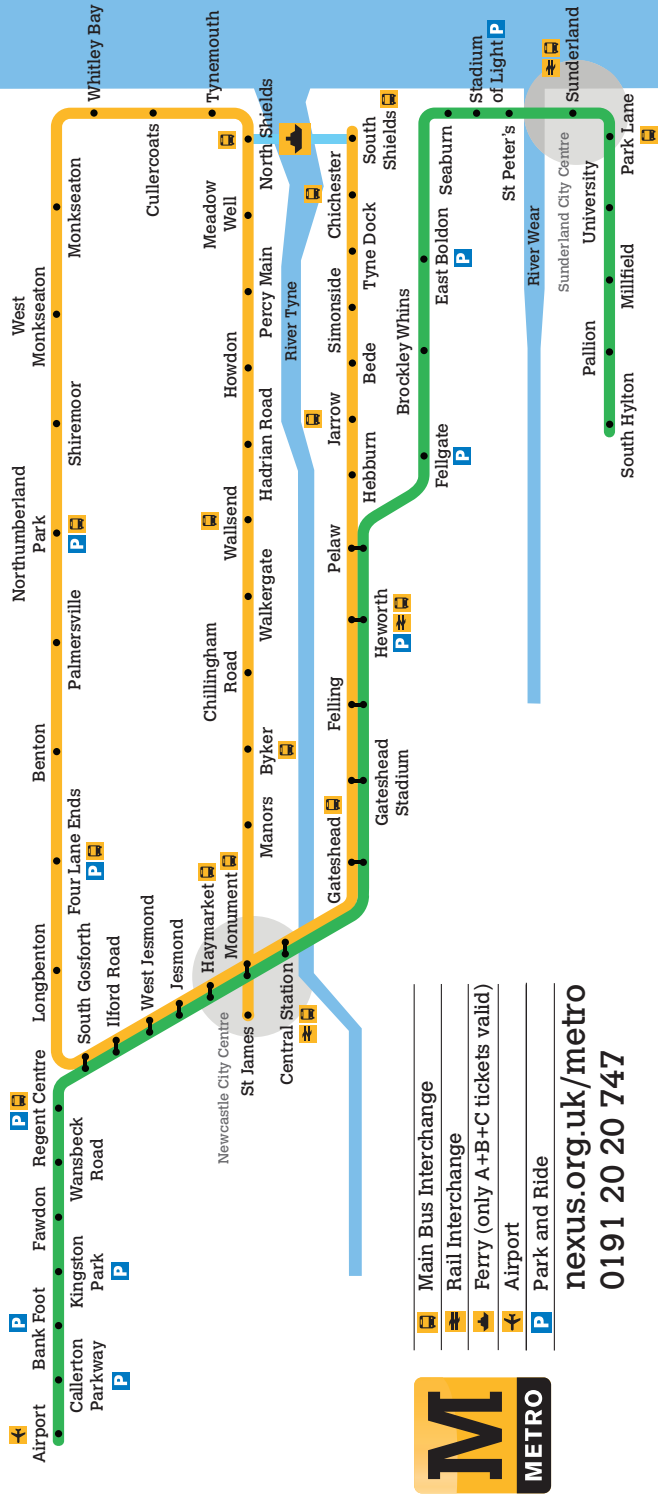 Airport
Callerton
Parkway
P
Bank Foot
P
Kingston
Park
P
Fawdon
Wansbeck
Road
Regent Centre
P
South Gosforth
Longbenton
Four Lane Ends
P
Benton
Palmersville
Northumberland
Park
P
Shiremoor
West
Monkseaton
Monkseaton
Whitley Bay
Cullercoats
Tynemouth
North Shields
Meadow
Well
Percy Main
Howdon
Hadrian Road
Wallsend
Walkergate
Chillingham
Road
Byker
Manors
Monument
St James
Ilford Road
West Jesmond
Jesmond
Haymarket
Newcastle City Centre
Central Station
River Tyne
Gateshead
Gateshead
Stadium
Felling
Heworth
P
Pelaw
Hebburn
Jarrow
Bede
Simonside
Tyne Dock
Chichester
South
Shields
Fellgate
P
Brockley Whins
East Boldon
P
Seaburn
Stadium
of Light
P
St Peter's
River Wear
Sunderland
Sunderland City Centre
Park Lane
University
Millfield
Pallion
South Hylton
Main Bus Interchange
Rail Interchange
Ferry (only A+B+C tickets valid)
Airport
P Park and Ride
nexus.org.uk/metro
0191 20 20 747
M
METRO